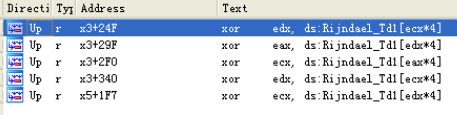 Directi Typ Address Text
Up r x3+24F xor edx, ds:Rijndael_Td1[ecx*4]
Up r x3+29F xor eax, ds:Rijndael_Td1[edx*4]
Up r x3+2F0 xor ecx, ds:Rijndael_Td1[eax*4]
Up r x3+340 xor edx, ds:Rijndael_Td1[ecx*4]
Up r x5+1F7 xor ecx, ds:Rijndael_Td1[edx*4]